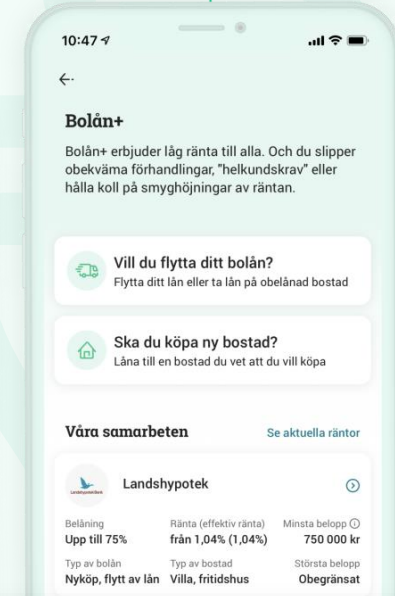 10:47
Bolån+
Bolån+ erbjuder låg ränta till alla. Och du slipper
obekväma förhandlingar, "helkundskrav" eller
hålla koll på smyghöjningar av räntan.
Vill du flytta ditt bolån?
Flytta ditt lån eller ta lån på obelånad bostad
Ska du köpa ny bostad?
Låna till en bostad du vet att du vill köpa
Våra samarbeten Se aktuella räntor
Landshypotek Bank
Landshypotek
Belåning Ränta (effektiv ränta) Minsta belopp
Upp till 75% från 1,04% (1,04%) 750 000 kr
Typ av bolån Typ av bostad Största belopp
Nyköp, flytt av lån Villa, fritidshus Obegränsat